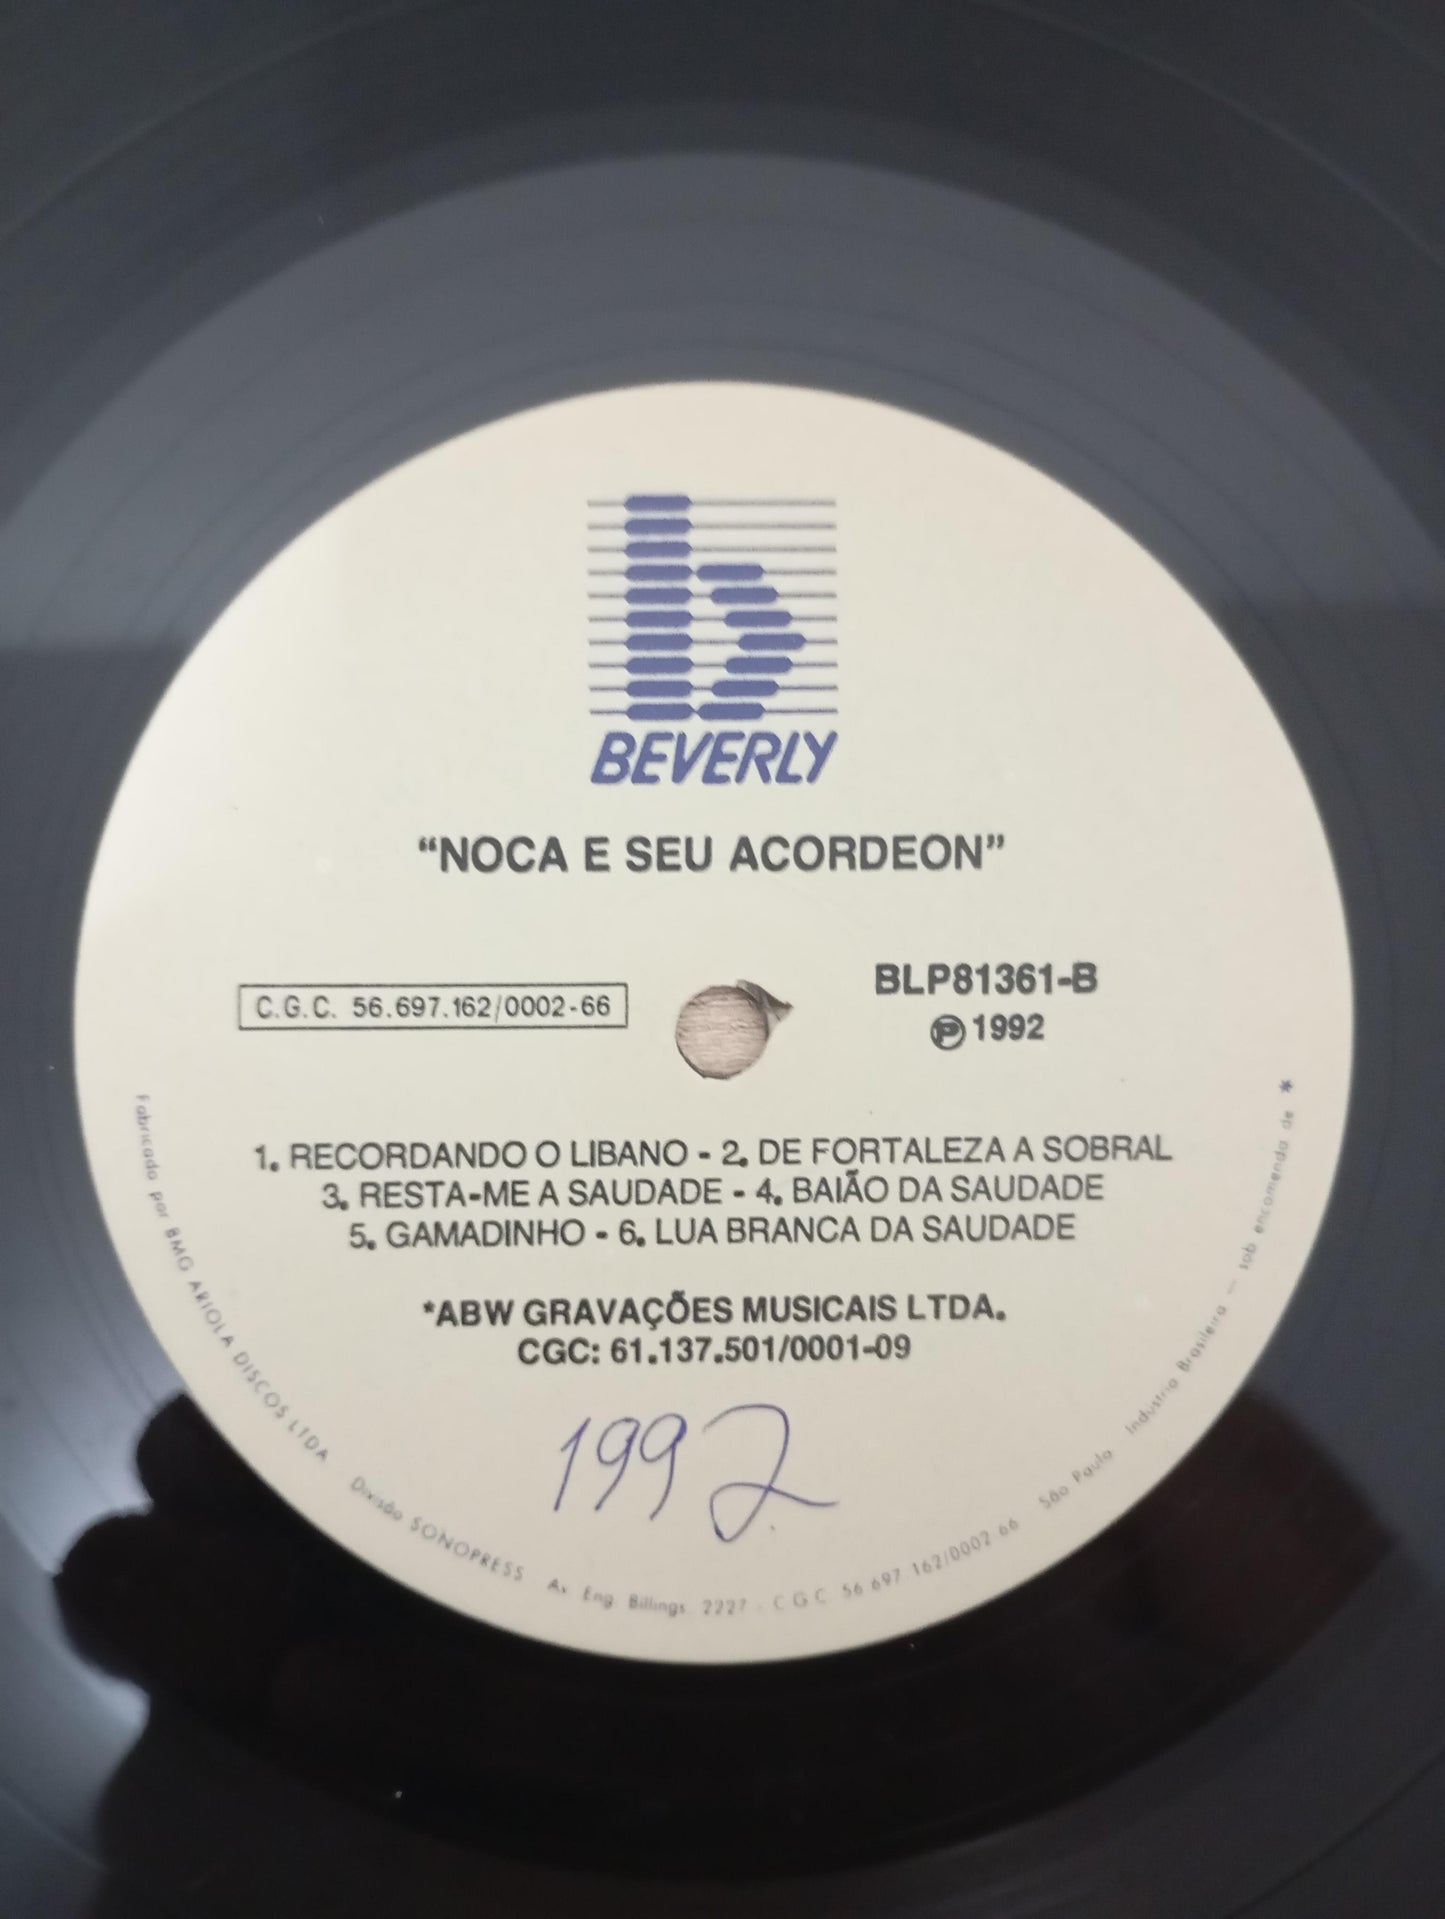 BEVERLY
“NOCA E SEU ACORDEON”
C.G.C. 56.697.162/0002-66
BLP81361-B
Ⓟ 1992
1. RECORDANDO O LIBANO - 2. DE FORTALEZA A SOBRAL
3. RESTA-ME A SAUDADE - 4. BAIÃO DA SAUDADE
5. GAMADINHO - 6. LUA BRANCA DA SAUDADE
*ABW GRAVAÇÕES MUSICAIS LTDA.
CGC: 61.137.501/0001-09
1992
Fabricado por BMG ARIOLA DISCOS LTDA Divisão SONOPRESS Av. Eng. Billings, 2227 - C G C 56 697 162/0002 66 São Paulo Industria Brasileira — sob encomenda de *